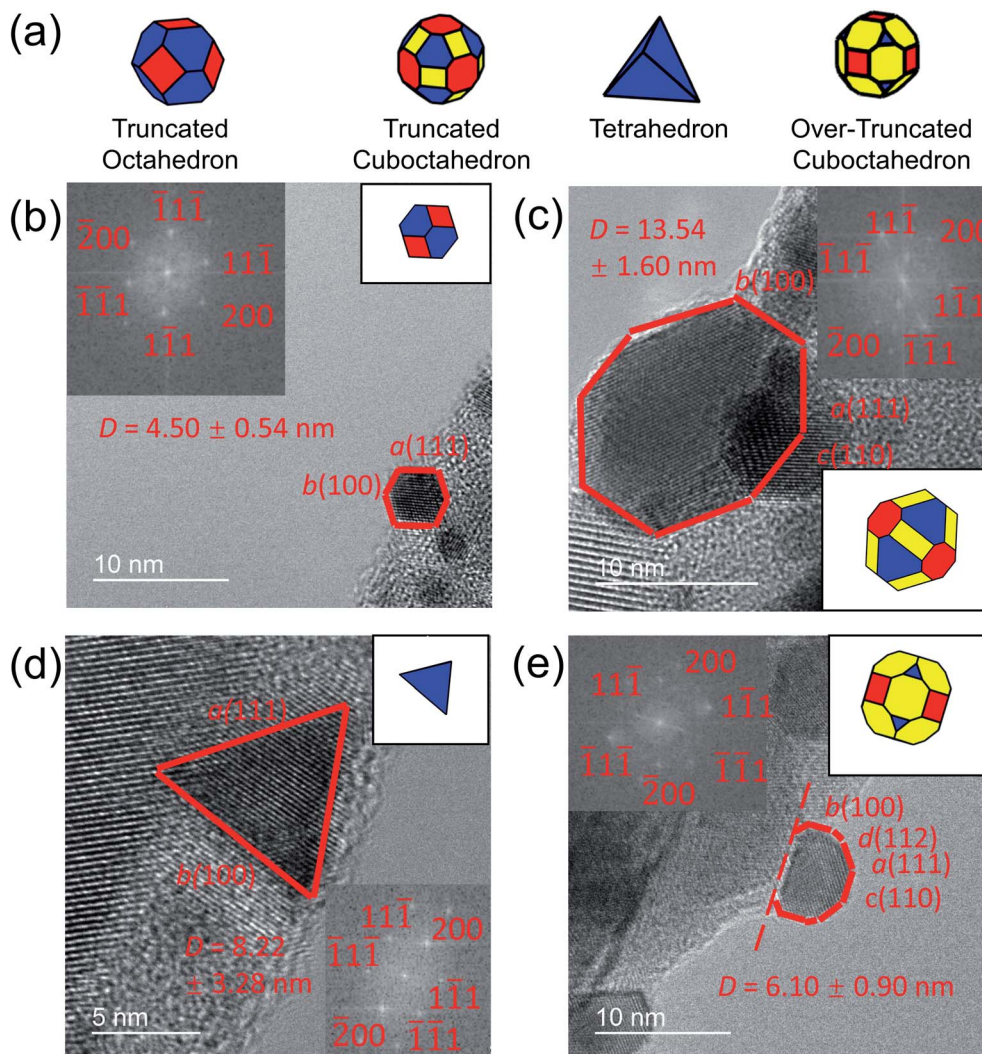 (a)
Truncated
Octahedron
Truncated
Cuboctahedron
Tetrahedron
Over-Truncated
Cuboctahedron
(b)
1̅11̅
2̅00
111̅
1̅1̅1
200
11̅1
D = 4.50 ± 0.54 nm
a(111)
b(100)
10 nm
(c)
D = 13.54
± 1.60 nm
b(100)
111̅
200
1̅11̅
11̅1
2̅00
1̅1̅1
a(111)
c(110)
10 nm
(d)
a(111)
b(100)
D = 8.22
± 3.28 nm
111̅
200
1̅11̅
11̅1
2̅00
1̅1̅1
5 nm
(e)
200
111̅
11̅1
1̅11̅
1̅1̅1
2̅00
b(100)
d(112)
a(111)
c(110)
D = 6.10 ± 0.90 nm
10 nm